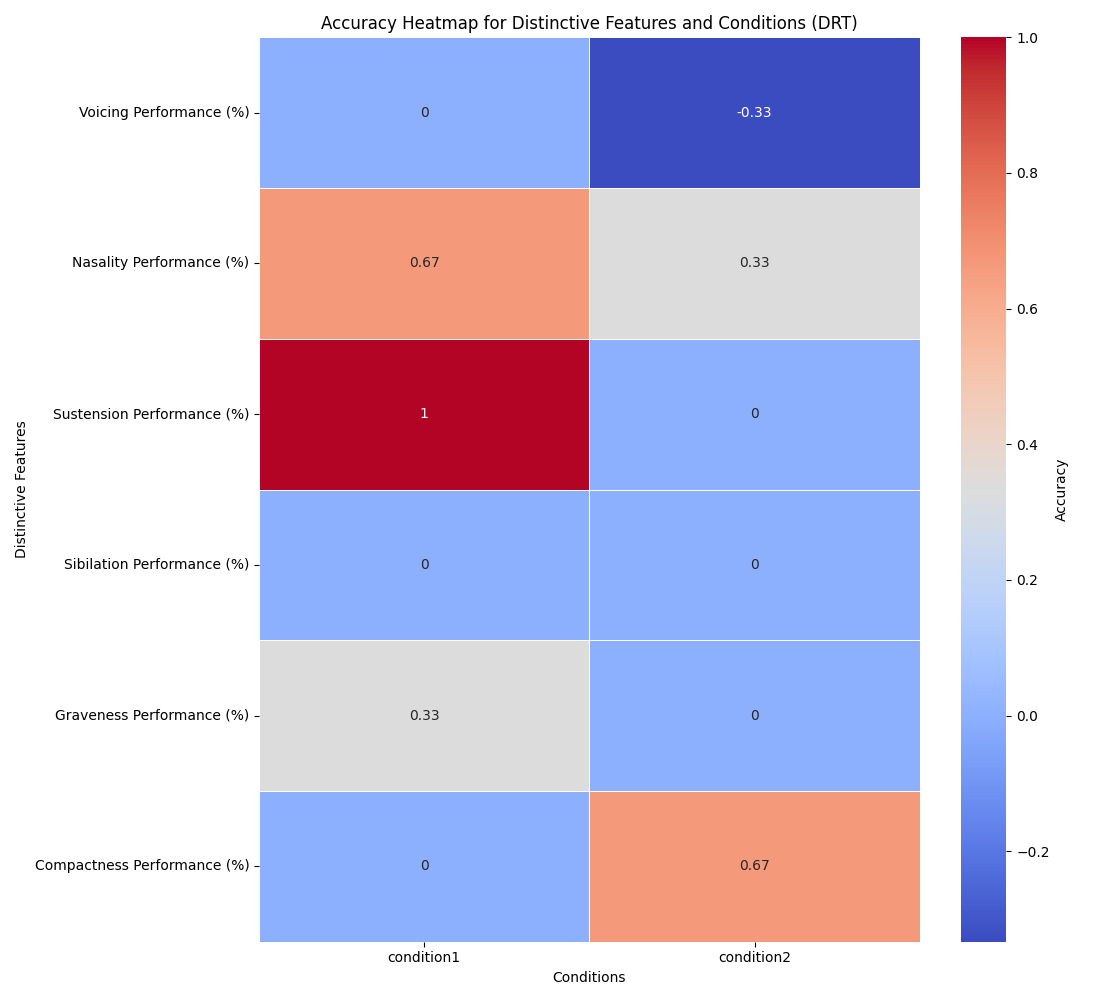 Accuracy Heatmap for Distinctive Features and Conditions (DRT)
Voicing Performance (%)
0
-0.33
Nasality Performance (%)
0.67
0.33
Sustension Performance (%)
1
0
Sibilation Performance (%)
0
0
Graveness Performance (%)
0.33
0
Compactness Performance (%)
0
0.67
Distinctive Features
condition1
condition2
Conditions
1.0
0.8
0.6
0.4
0.2
0.0
−0.2
Accuracy